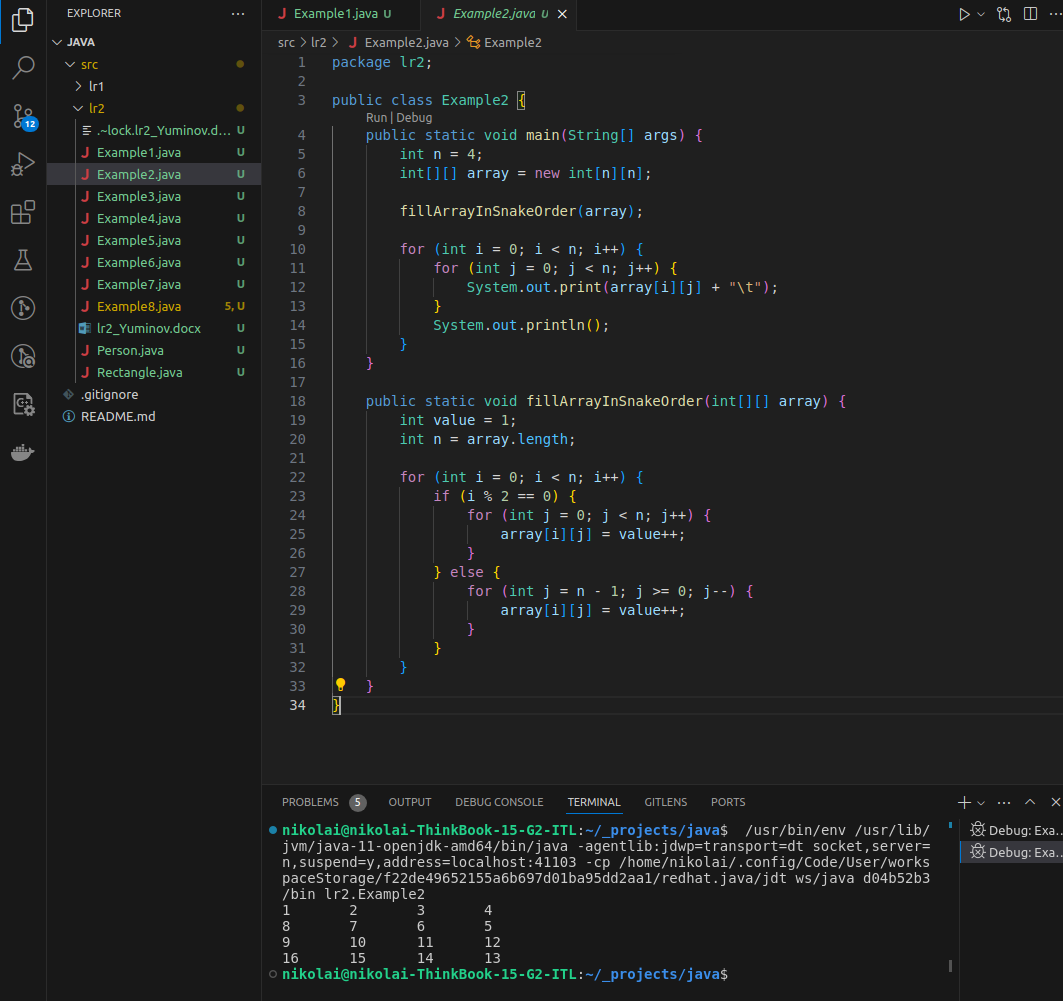 EXPLORER
JAVA
src
lr1
lr2
.~lock.lr2_Yuminov.d... U
Example1.java U
Example2.java U
Example3.java U
Example4.java U
Example5.java U
Example6.java U
Example7.java U
Example8.java 5, U
lr2_Yuminov.docx U
Person.java U
Rectangle.java U
.gitignore
README.md
12
Example1.java U
Example2.java U
src > lr2 > Example2.java > Example2
1 package lr2;
2
3 public class Example2 {
Run | Debug
4 public static void main(String[] args) {
5 int n = 4;
6 int[][] array = new int[n][n];
7
8 fillArrayInSnakeOrder(array);
9
10 for (int i = 0; i < n; i++) {
11 for (int j = 0; j < n; j++) {
12 System.out.print(array[i][j] + "\t");
13 }
14 System.out.println();
15 }
16 }
17
18 public static void fillArrayInSnakeOrder(int[][] array) {
19 int value = 1;
20 int n = array.length;
21
22 for (int i = 0; i < n; i++) {
23 if (i % 2 == 0) {
24 for (int j = 0; j < n; j++) {
25 array[i][j] = value++;
26 }
27 } else {
28 for (int j = n - 1; j >= 0; j--) {
29 array[i][j] = value++;
30 }
31 }
32 }
33 }
34 }
PROBLEMS 5 OUTPUT DEBUG CONSOLE TERMINAL GITLENS PORTS
nikolai@nikolai-ThinkBook-15-G2-ITL:~/_projects/java$ /usr/bin/env /usr/lib/
jvm/java-11-openjdk-amd64/bin/java -agentlib:jdwp=transport=dt socket,server=
n,suspend=y,address=localhost:41103 -cp /home/nikolai/.config/Code/User/works
paceStorage/f22de49652155a6b697d01ba95dd2aa1/redhat.java/jdt ws/java d04b52b3
/bin lr2.Example2
1 2 3 4
8 7 6 5
9 10 11 12
16 15 14 13
nikolai@nikolai-ThinkBook-15-G2-ITL:~/_projects/java$
Debug: Exa...
Debug: Exa...